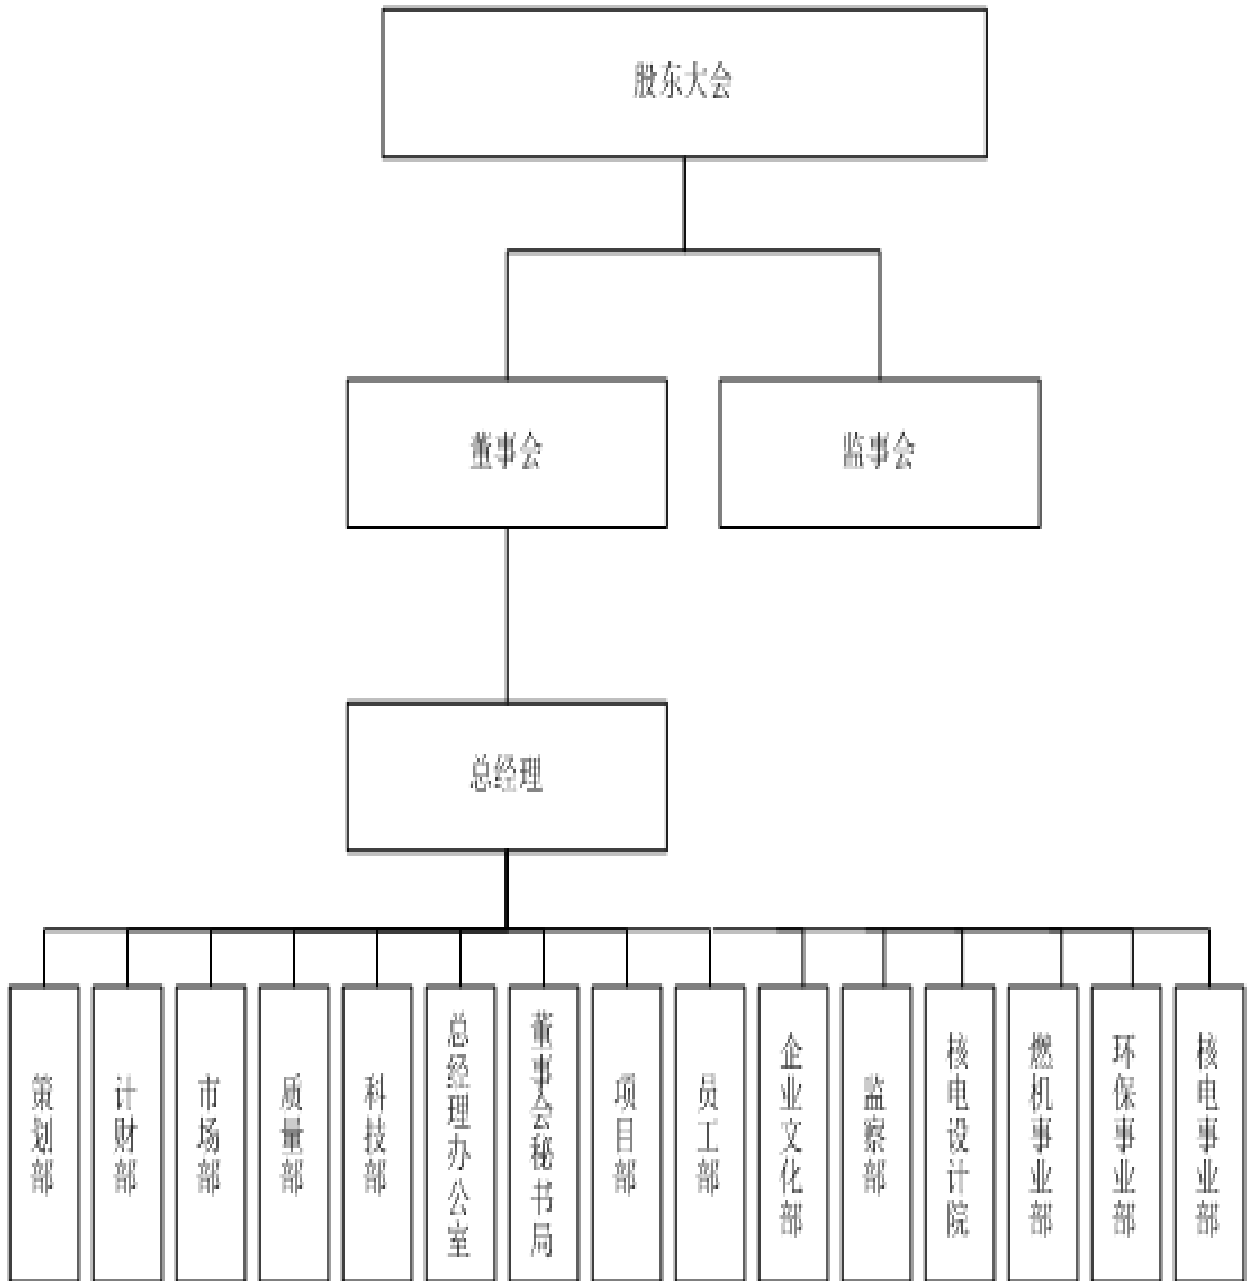 股东大会
董事会
监事会
总经理
策划部
计财部
市场部
质量部
科技部
总经理办公室
董事会秘书局
项目部
员工部
企业文化部
监察部
核电设计院
燃机事业部
环保事业部
核电事业部